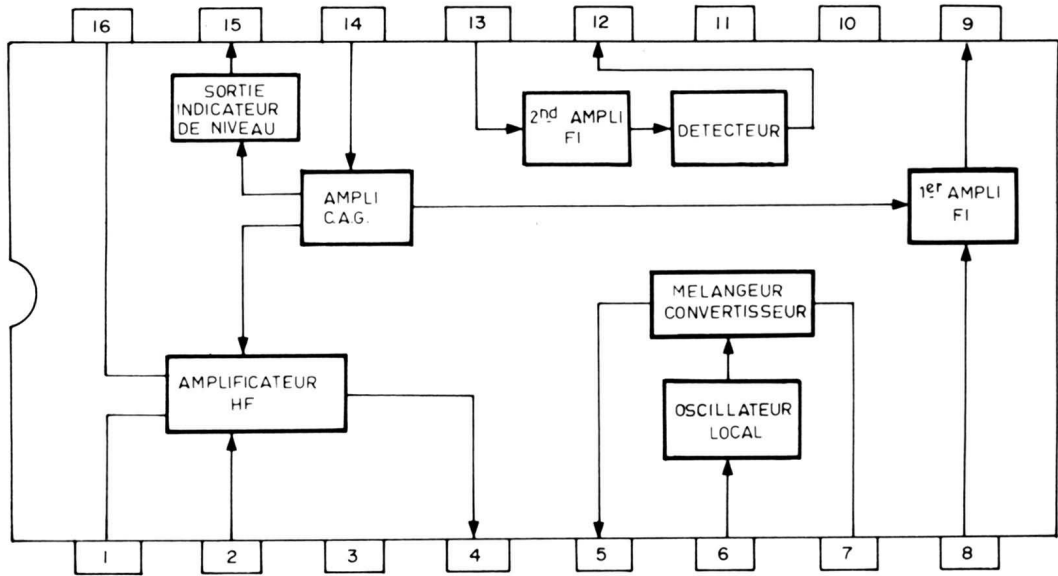 16 15 14 13 12 11 10 9
SORTIE
INDICATEUR
DE NIVEAU
2nd AMPLI
FI
DETECTEUR
AMPLI
C.A.G.
1er AMPLI
FI
MELANGEUR
CONVERTISSEUR
AMPLIFICATEUR
HF
OSCILLATEUR
LOCAL
1 2 3 4 5 6 7 8